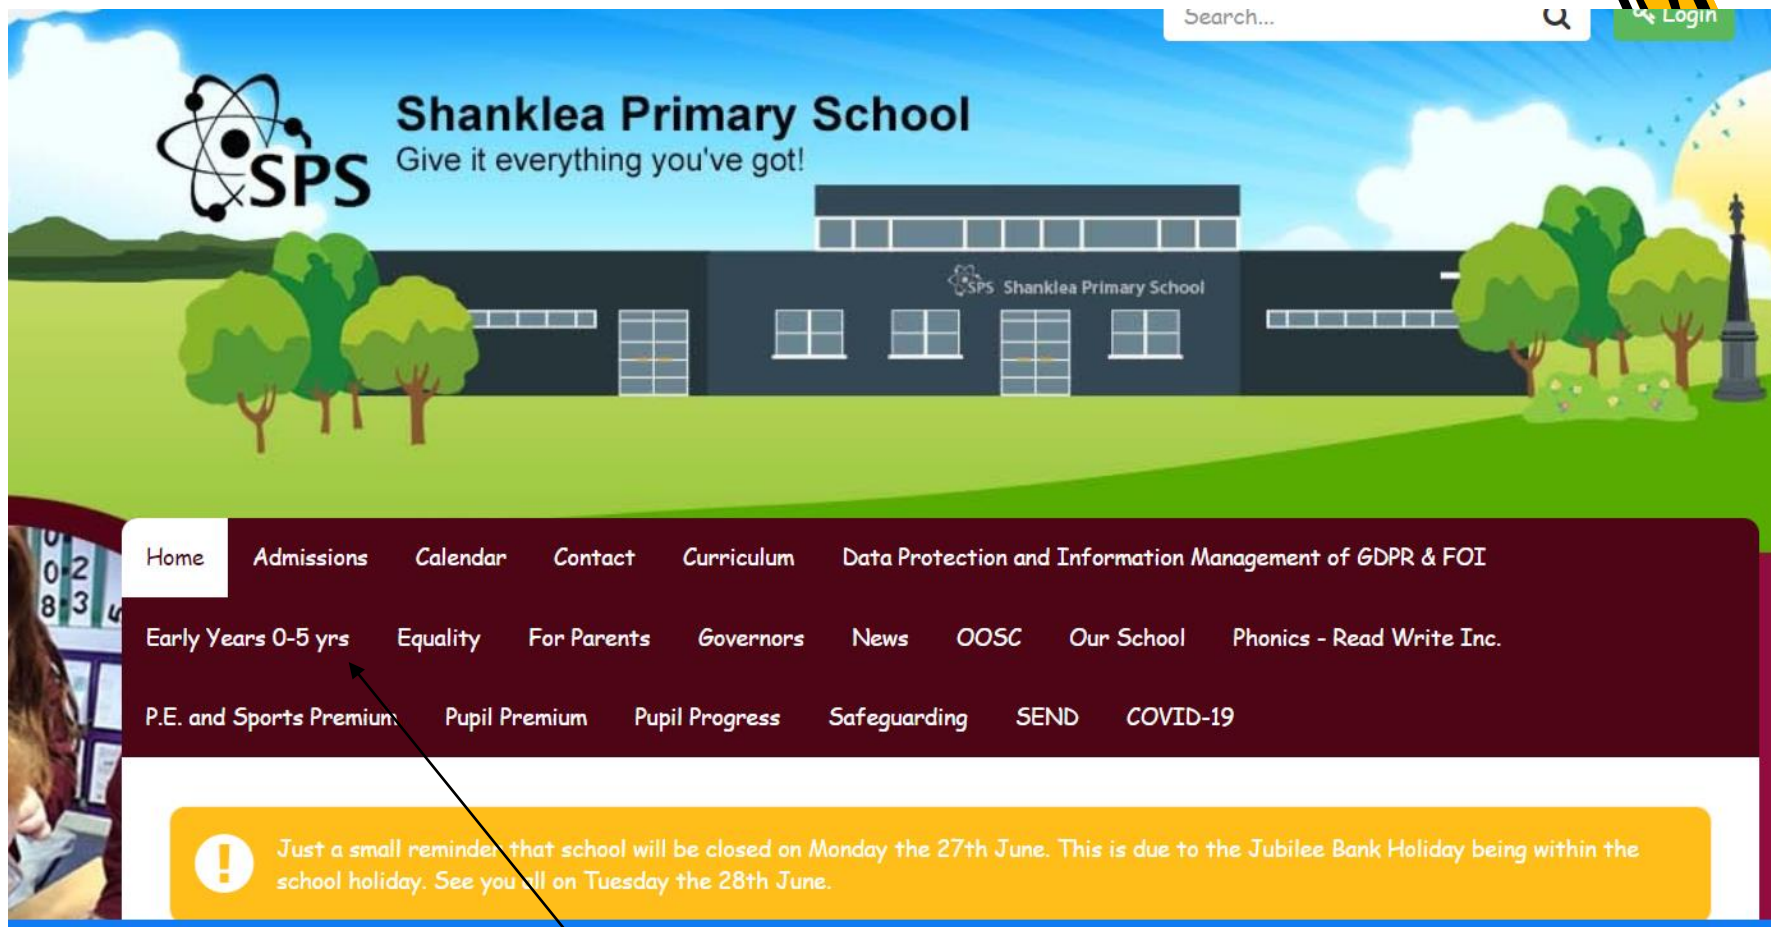 Search...
Login
Shanklea Primary School
Give it everything you've got!
SPS
SPS Shanklea Primary School
0.2
8.3
Home Admissions Calendar Contact Curriculum Data Protection and Information Management of GDPR & FOI
Early Years 0-5 yrs Equality For Parents Governors News OOSC Our School Phonics - Read Write Inc.
P.E. and Sports Premium Pupil Premium Pupil Progress Safeguarding SEND COVID-19
Just a small reminder that school will be closed on Monday the 27th June. This is due to the Jubilee Bank Holiday being within the
school holiday. See you all on Tuesday the 28th June.